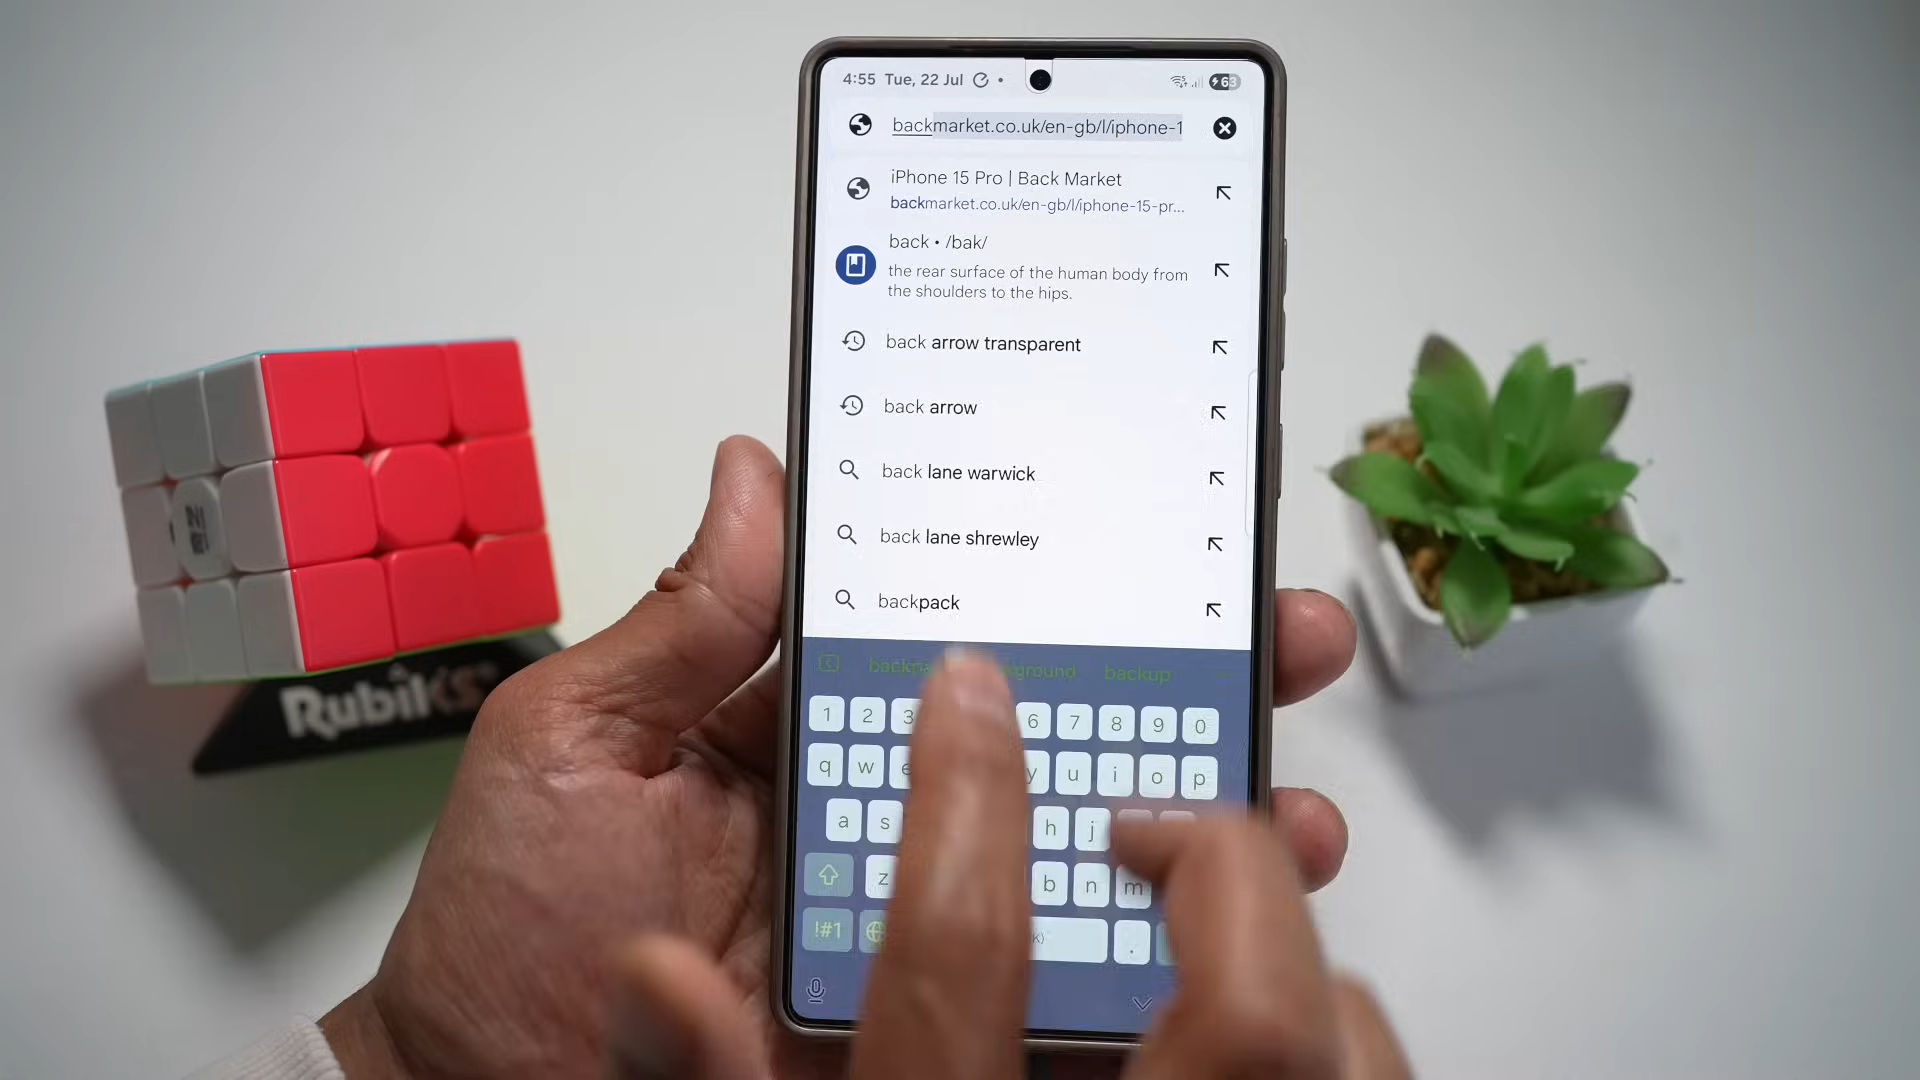 4:55 Tue, 22 Jul
63
backmarket.co.uk/en-gb/l/iphone-1
iPhone 15 Pro | Back Market
backmarket.co.uk/en-gb/l/iphone-15-pr...
back • /bak/
the rear surface of the human body from
the shoulders to the hips.
back arrow transparent
back arrow
back lane warwick
back lane shrewley
backpack
backup
1 2 3 6 7 8 9 0
q w e y u i o p
a s h j
z b n m
!#1 .
Rubik's